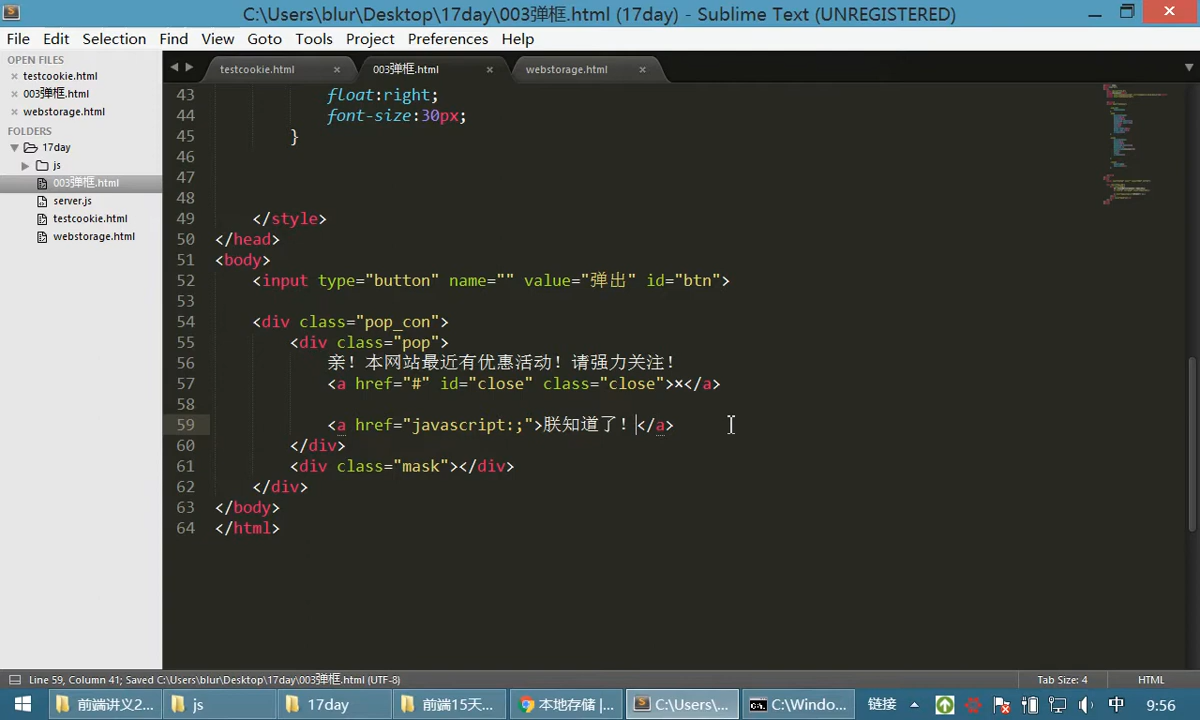 C:\Users\blur\Desktop\17day\003弹框.html (17day) - Sublime Text (UNREGISTERED)
File Edit Selection Find View Goto Tools Project Preferences Help
OPEN FILES
testcookie.html
003弹框.html
webstorage.html
FOLDERS
17day
js
003弹框.html
server.js
testcookie.html
webstorage.html
testcookie.html × 003弹框.html × webstorage.html ×
43 float:right;
44 font-size:30px;
45 }
46
47
48
49 </style>
50 </head>
51 <body>
52 <input type="button" name="" value="弹出" id="btn">
53
54 <div class="pop_con">
55 <div class="pop">
56 亲！本网站最近有优惠活动！请强力关注！
57 <a href="#" id="close" class="close">×</a>
58
59 <a href="javascript:;">朕知道了！</a>
60 </div>
61 <div class="mask"></div>
62 </div>
63 </body>
64 </html>
Line 59, Column 41; Saved C:\Users\blur\Desktop\17day\003弹框.html (UTF-8) Tab Size: 4 HTML
前端讲义2... js 17day 前端15天... 本地存储 |... C:\Users\... C:\Windo... 链接 中 9:56